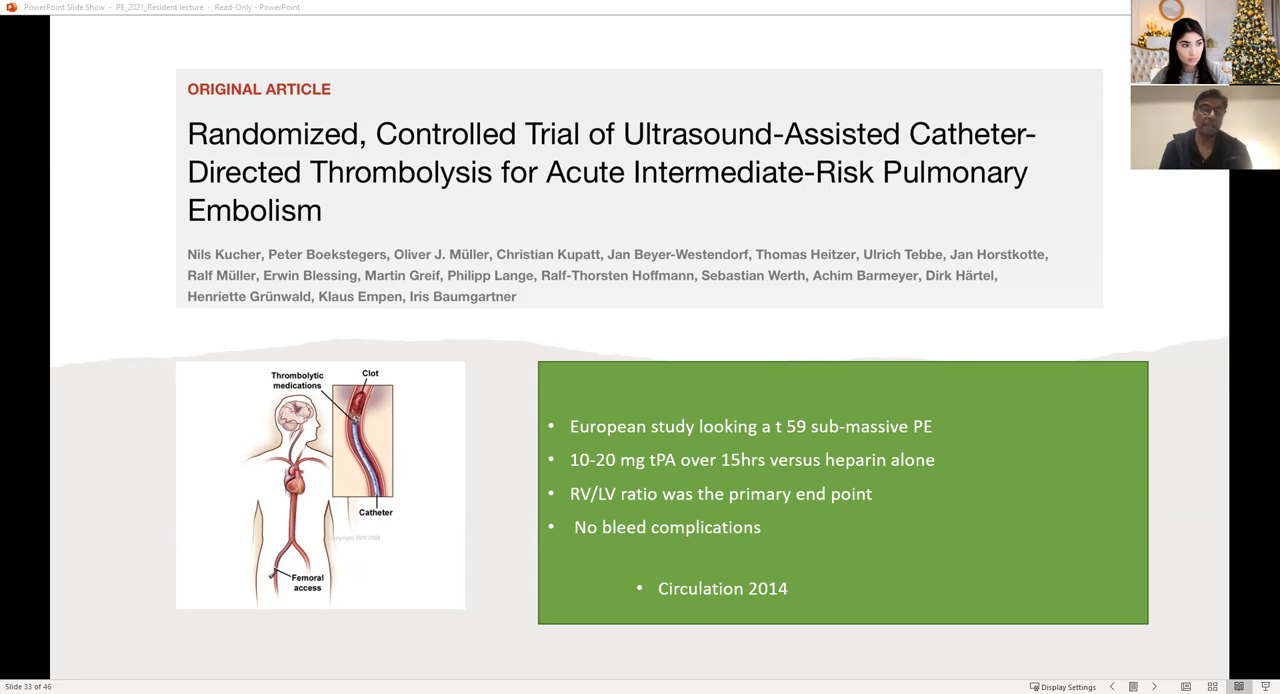 PowerPoint Slide Show - PE_2021_Resident lecture - Read-Only - PowerPoint
ORIGINAL ARTICLE
Randomized, Controlled Trial of Ultrasound-Assisted Catheter-
Directed Thrombolysis for Acute Intermediate-Risk Pulmonary
Embolism
Nils Kucher, Peter Boekstegers, Oliver J. Müller, Christian Kupatt, Jan Beyer-Westendorf, Thomas Heitzer, Ulrich Tebbe, Jan Horstkotte,
Ralf Müller, Erwin Blessing, Martin Greif, Philipp Lange, Ralf-Thorsten Hoffmann, Sebastian Werth, Achim Barmeyer, Dirk Härtel,
Henriette Grünwald, Klaus Empen, Iris Baumgartner
Thrombolytic
medications
Clot
Catheter
Femoral
access
• European study looking a t 59 sub-massive PE
• 10-20 mg tPA over 15hrs versus heparin alone
• RV/LV ratio was the primary end point
• No bleed complications
• Circulation 2014
Slide 33 of 46
Display Settings